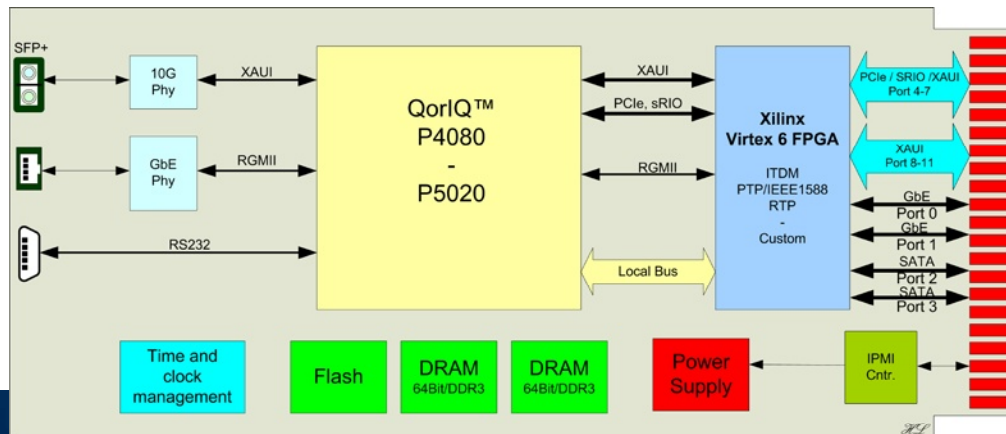 SFP+
10G
Phy
XAUI
QorIQ™
P4080
-
P5020
XAUI
PCIe, sRIO
Xilinx
Virtex 6 FPGA
ITDM
PTP/IEEE1588
RTP
-
Custom
PCIe / SRIO /XAUI
Port 4-7
XAUI
Port 8-11
GbE
Phy
RGMII
RGMII
GbE
Port 0
GbE
Port 1
SATA
Port 2
SATA
Port 3
RS232
Local Bus
Time and
clock
management
Flash
DRAM
64Bit/DDR3
DRAM
64Bit/DDR3
Power
Supply
IPMI
Cntr.